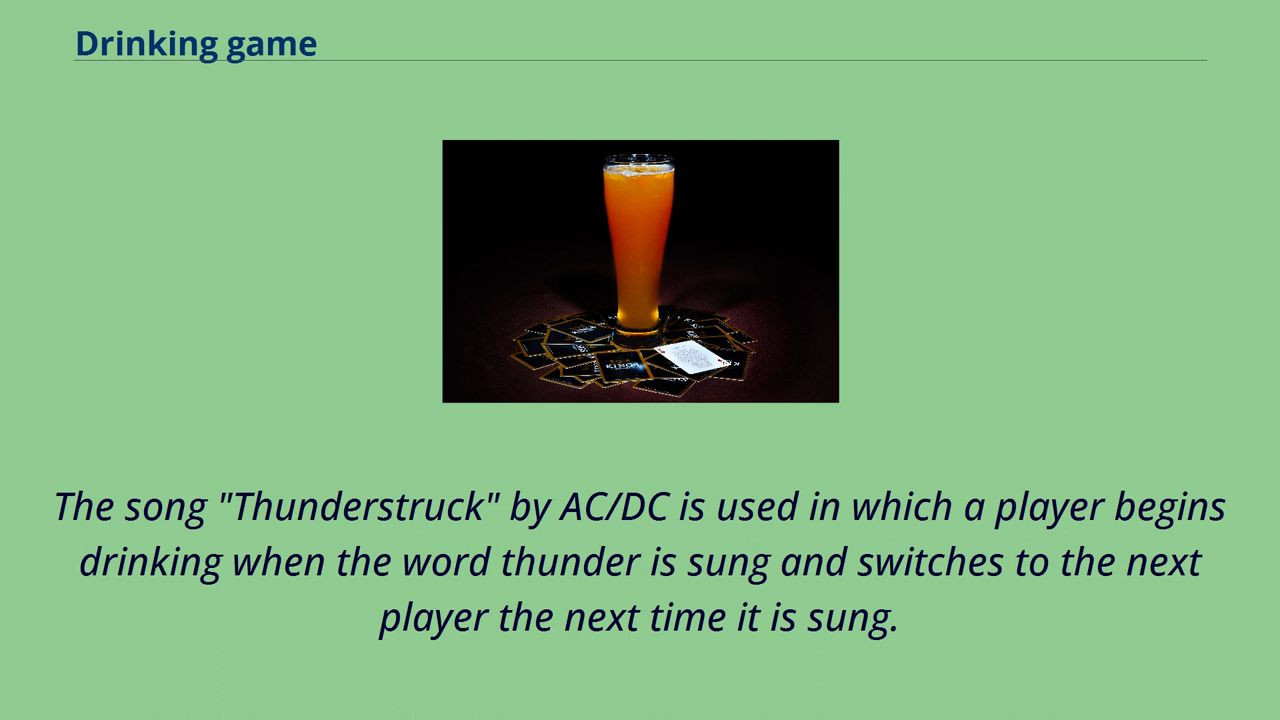 Drinking game
The song "Thunderstruck" by AC/DC is used in which a player begins
drinking when the word thunder is sung and switches to the next
player the next time it is sung.